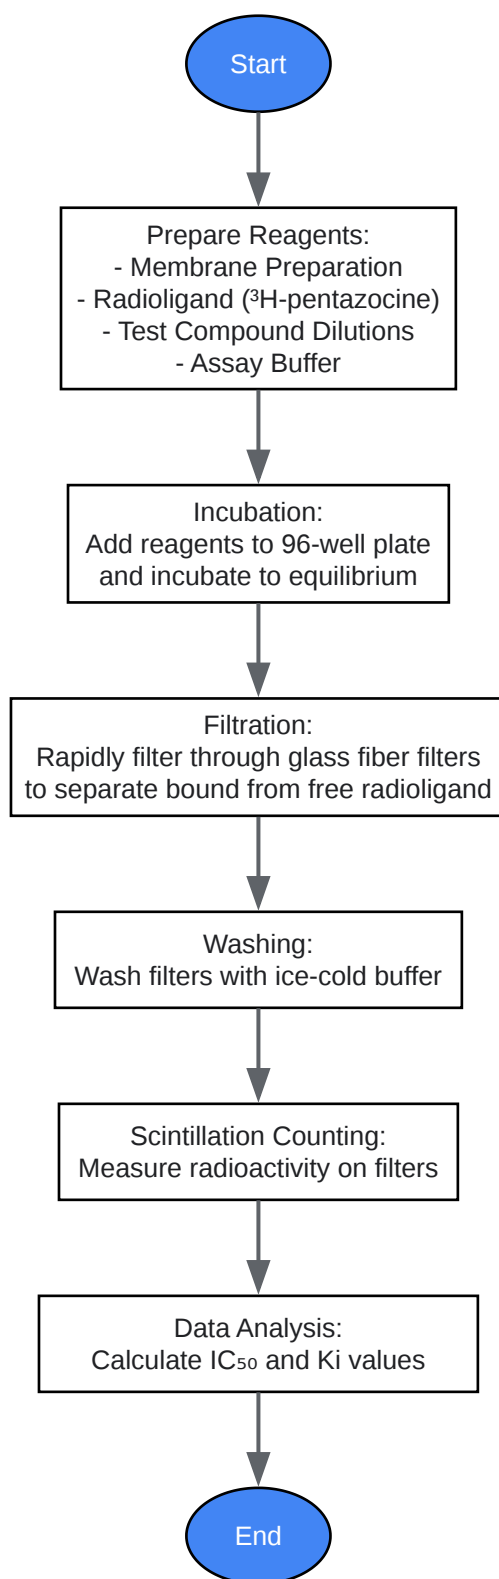 Start
Prepare Reagents:
- Membrane Preparation
- Radioligand (³H-pentazocine)
- Test Compound Dilutions
- Assay Buffer
Incubation:
Add reagents to 96-well plate
and incubate to equilibrium
Filtration:
Rapidly filter through glass fiber filters
to separate bound from free radioligand
Washing:
Wash filters with ice-cold buffer
Scintillation Counting:
Measure radioactivity on filters
Data Analysis:
Calculate IC₅₀ and Ki values
End